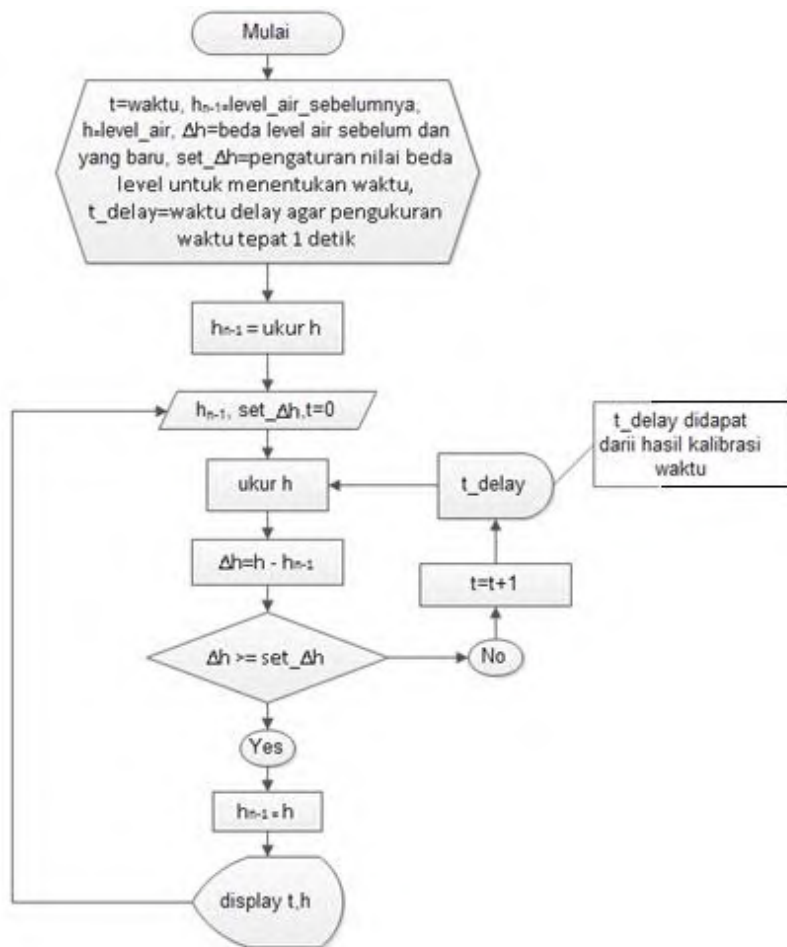 Mulai
t=waktu, hn-1=level_air_sebelumnya,
h=level_air, Δh=beda level air sebelum dan
yang baru, set_Δh=pengaturan nilai beda
level untuk menentukan waktu,
t_delay=waktu delay agar pengukuran
waktu tepat 1 detik
hn-1 = ukur h
hn-1, set_Δh,t=0
t_delay didapat
darii hasil kalibrasi
waktu
ukur h
t_delay
Δh=h - hn-1
t=t+1
Δh >= set_Δh
No
Yes
hn-1 = h
display t,h